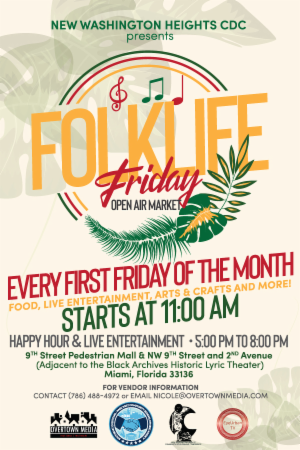 NEW WASHINGTON HEIGHTS CDC
presents
FOLKLIFE
Friday
OPEN AIR MARKET
EVERY FIRST FRIDAY OF THE MONTH
FOOD, LIVE ENTERTAINMENT, ARTS & CRAFTS AND MORE!
STARTS AT 11:00 AM
HAPPY HOUR & LIVE ENTERTAINMENT • 5:00 PM TO 8:00 PM
9TH Street Pedestrian Mall & NW 9TH Street and 2ND Avenue
(Adjacent to the Black Archives Historic Lyric Theater)
Miami, Florida 33136
FOR VENDOR INFORMATION
CONTACT (786) 488-4972 or EMAIL NICOLE@OVERTOWNMEDIA.COM
OVERTOWN MEDIA